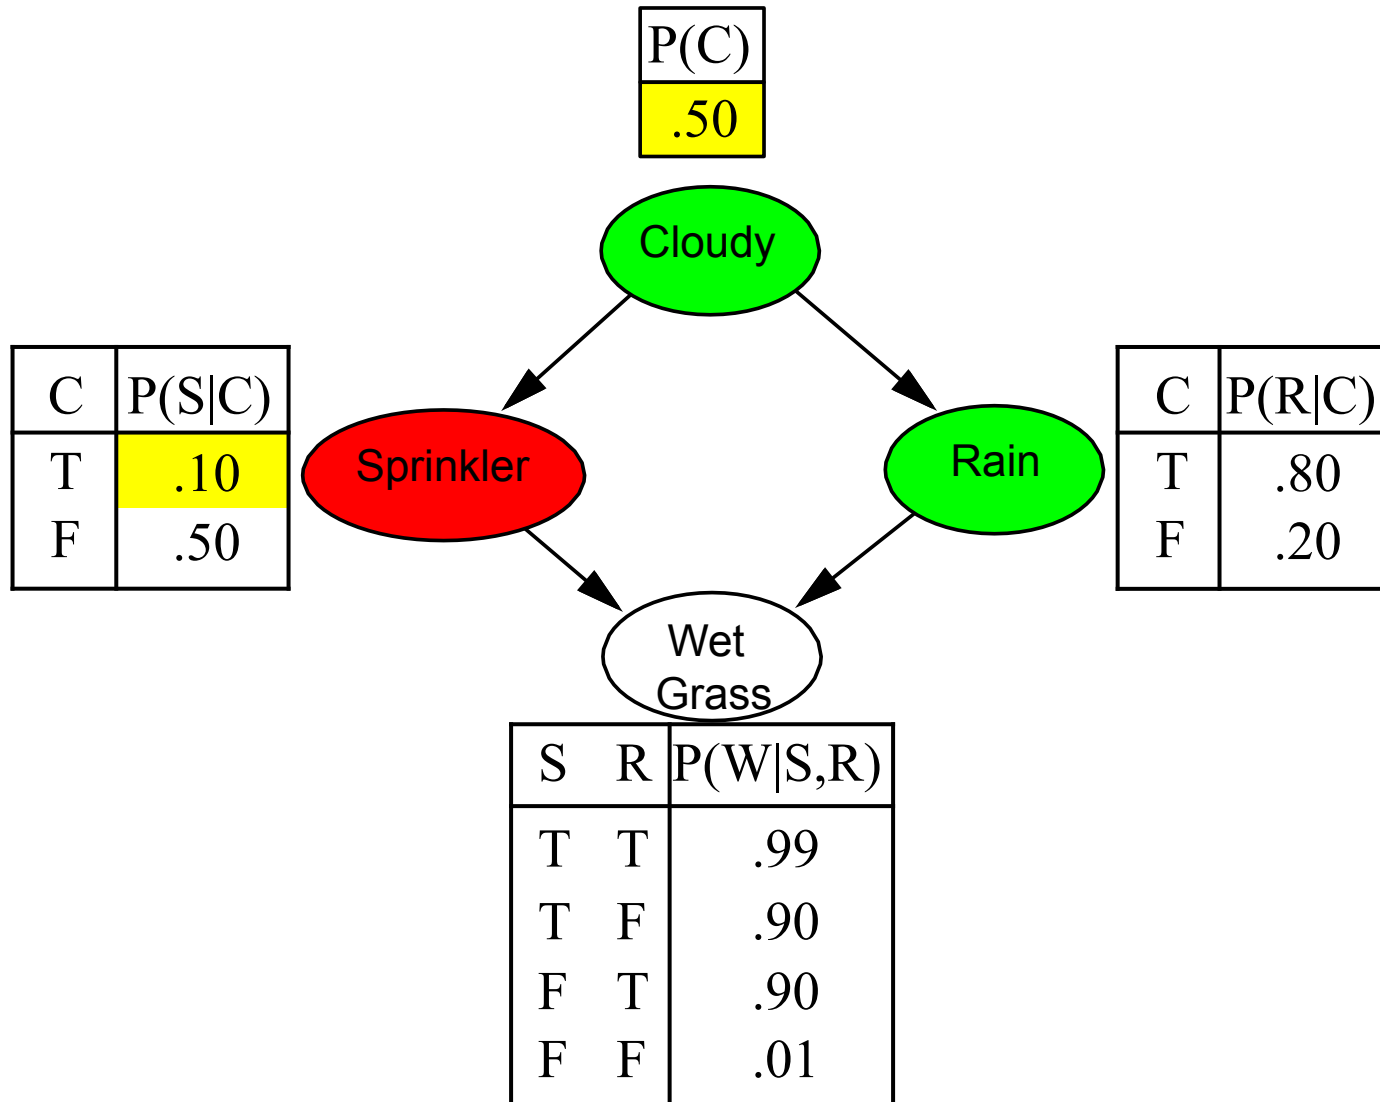 P(C)
.50
Cloudy
C P(S|C)
T .10
F .50
Sprinkler
Rain
C P(R|C)
T .80
F .20
Wet
Grass
S R P(W|S,R)
T T .99
T F .90
F T .90
F F .01